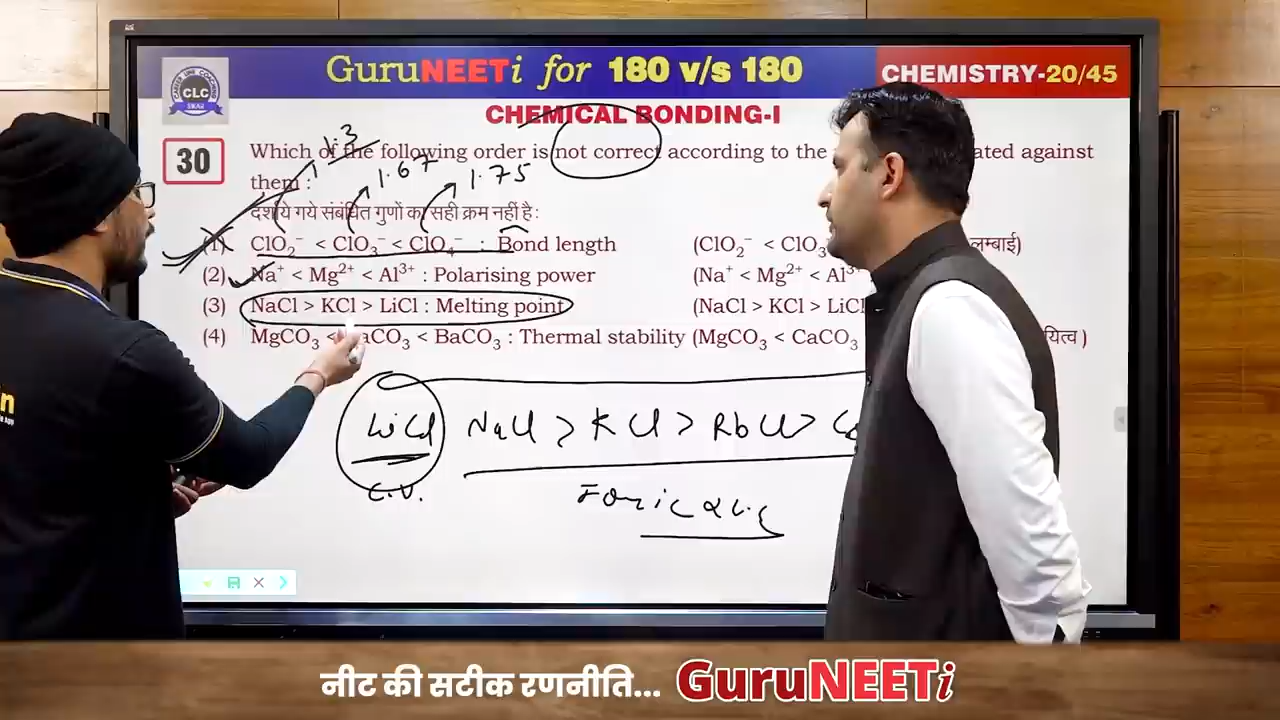 GuruNEETi for 180 v/s 180
CHEMISTRY-20/45
CLC
CHEMICAL BONDING-I
30
Which of the following order is not correct according to the ated against
them :
दर्शाये गये संबंधित गुणों का सही क्रम नहीं है:
1.3
1.67
1.75
(1) ClO₂⁻ < ClO₃⁻ < ClO₄⁻ : Bond length (ClO₂⁻ < ClO₃ लम्बाई)
(2) Na⁺ < Mg²⁺ < Al³⁺ : Polarising power (Na⁺ < Mg²⁺ < Al³⁺
(3) NaCl > KCl > LiCl : Melting point (NaCl > KCl > LiCl
(4) MgCO₃ < aCO₃ < BaCO₃ : Thermal stability (MgCO₃ < CaCO₃ यित्व )
LiCl NaCl > KCl > RbCl >
C.V.
नीट की सटीक रणनीति... GuruNEETi